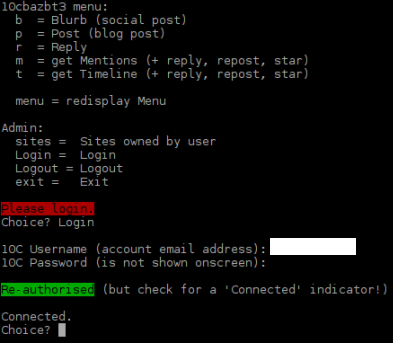 10cbazbt3 menu:
b = Blurb (social post)
p = Post (blog post)
r = Reply
m = get Mentions (+ reply, repost, star)
t = get Timeline (+ reply, repost, star)
menu = redisplay Menu
Admin:
sites = Sites owned by user
Login = Login
Logout = Logout
exit = Exit
Please login.
Choice? Login
10C Username (account email address):
10C Password (is not shown onscreen):
Re-authorised (but check for a 'Connected' indicator!)
Connected.
Choice?